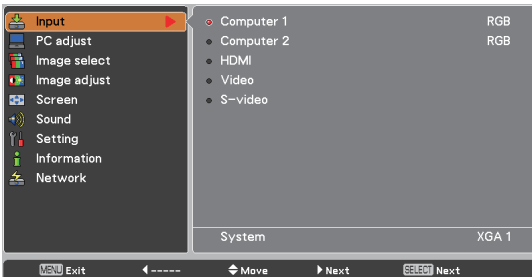 Input
PC adjust
Image select
Image adjust
Screen
Sound
Setting
Information
Network
Computer 1 RGB
Computer 2 RGB
HDMI
Video
S-video
System XGA 1
MENU Exit ----- Move Next SELECT Next